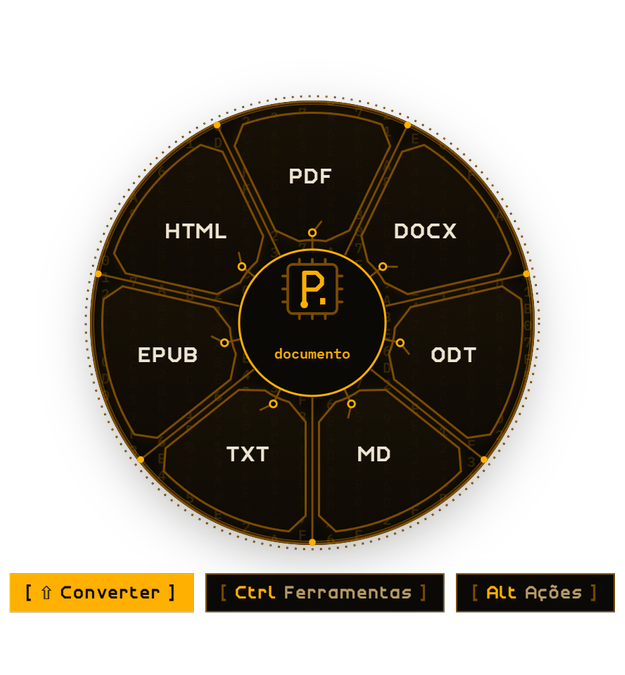 PDF
HTML
DOCX
P.
documento
EPUB
ODT
TXT
MD
[ ⇧ Converter ]
[ Ctrl Ferramentas ]
[ Alt Ações ]